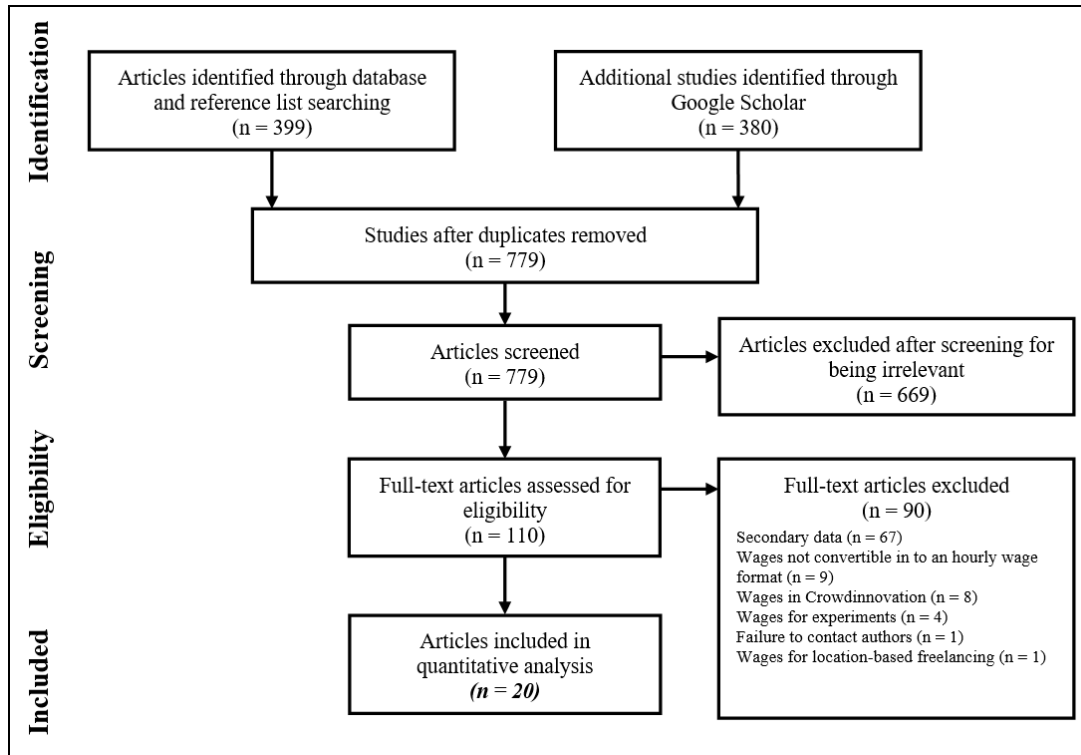 Identification
Articles identified through database
and reference list searching
(n = 399)
Additional studies identified through
Google Scholar
(n = 380)
Studies after duplicates removed
(n = 779)
Screening
Articles screened
(n = 779)
Articles excluded after screening for
being irrelevant
(n = 669)
Eligibility
Full-text articles assessed for
eligibility
(n = 110)
Full-text articles excluded
(n = 90)
Secondary data (n = 67)
Wages not convertible in to an hourly wage
format (n = 9)
Wages in Crowdinnovation (n = 8)
Wages for experiments (n = 4)
Failure to contact authors (n = 1)
Wages for location-based freelancing (n = 1)
Included
Articles included in
quantitative analysis
(n = 20)